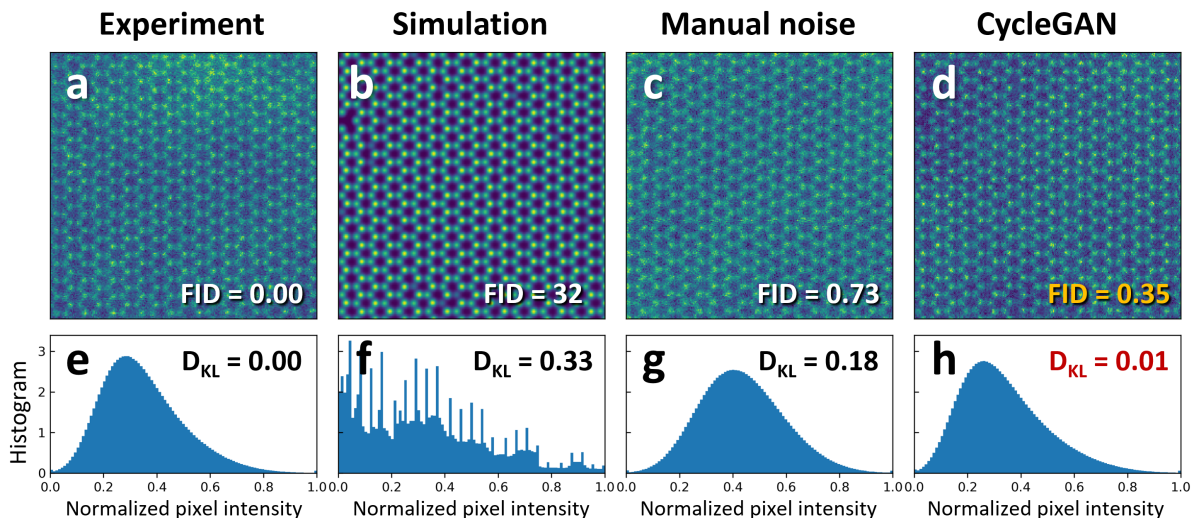 Experiment Simulation Manual noise CycleGAN
a b c d
FID = 0.00 FID = 32 FID = 0.73 FID = 0.35
e D_KL = 0.00 f D_KL = 0.33 g D_KL = 0.18 h D_KL = 0.01
Histogram
3
2
1
0
0.0 0.2 0.4 0.6 0.8 1.0 0.0 0.2 0.4 0.6 0.8 1.0 0.0 0.2 0.4 0.6 0.8 1.0 0.0 0.2 0.4 0.6 0.8 1.0
Normalized pixel intensity Normalized pixel intensity Normalized pixel intensity Normalized pixel intensity